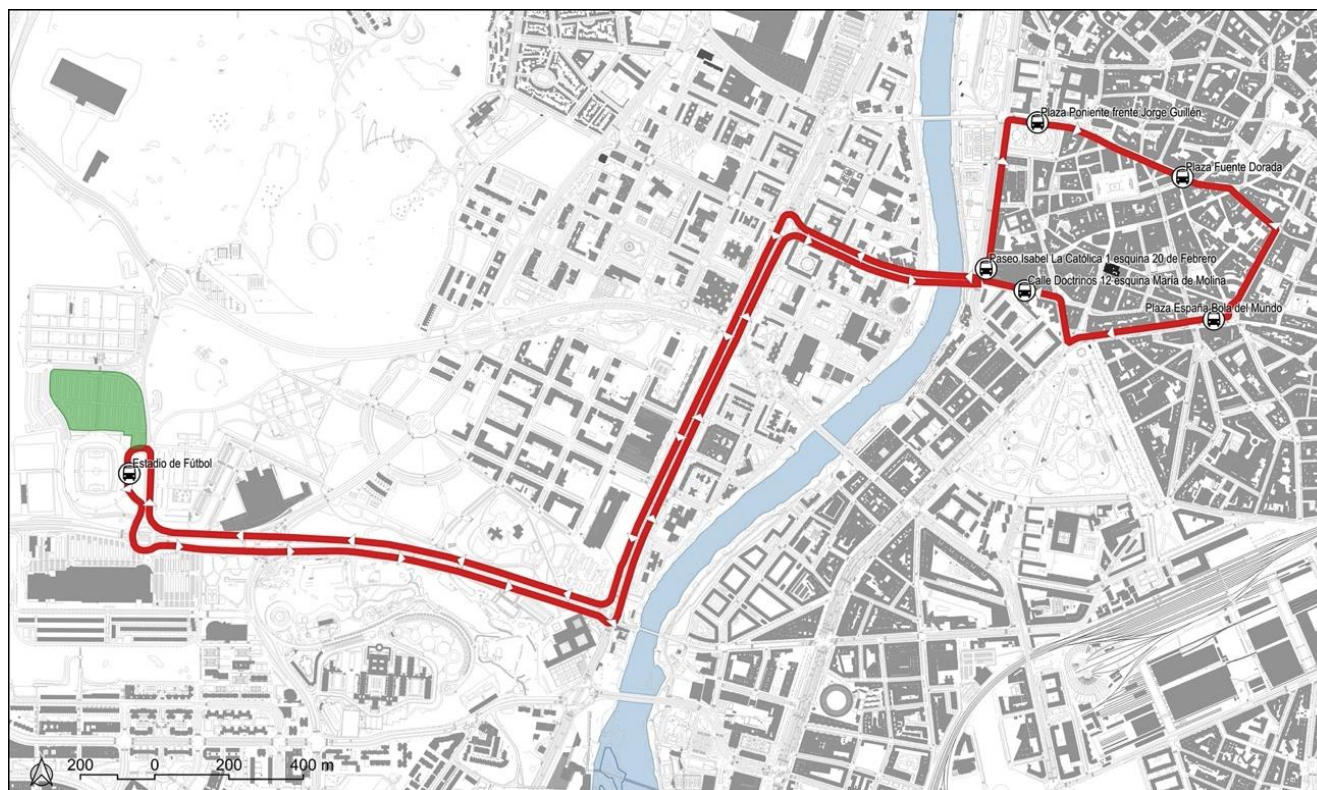 Plaza Poniente frente Jorge Guillén
Plaza Fuente Dorada
Paseo Isabel La Católica 1 esquina 20 de Febrero
Calle Doctrinos 12 esquina María de Molina
Plaza España Bola del Mundo
Estadio de Fútbol
200 0 200 400 m